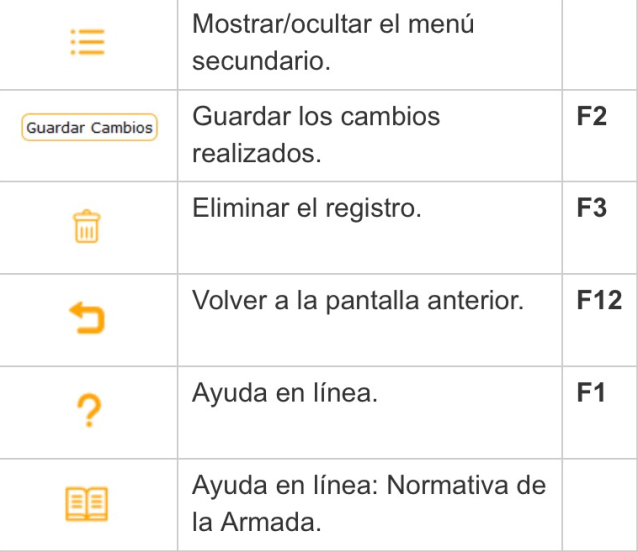 Mostrar/ocultar el menú
secundario.
Guardar Cambios
Guardar los cambios
realizados.
F2
Eliminar el registro.
F3
Volver a la pantalla anterior.
F12
?
Ayuda en línea.
F1
Ayuda en línea: Normativa de
la Armada.